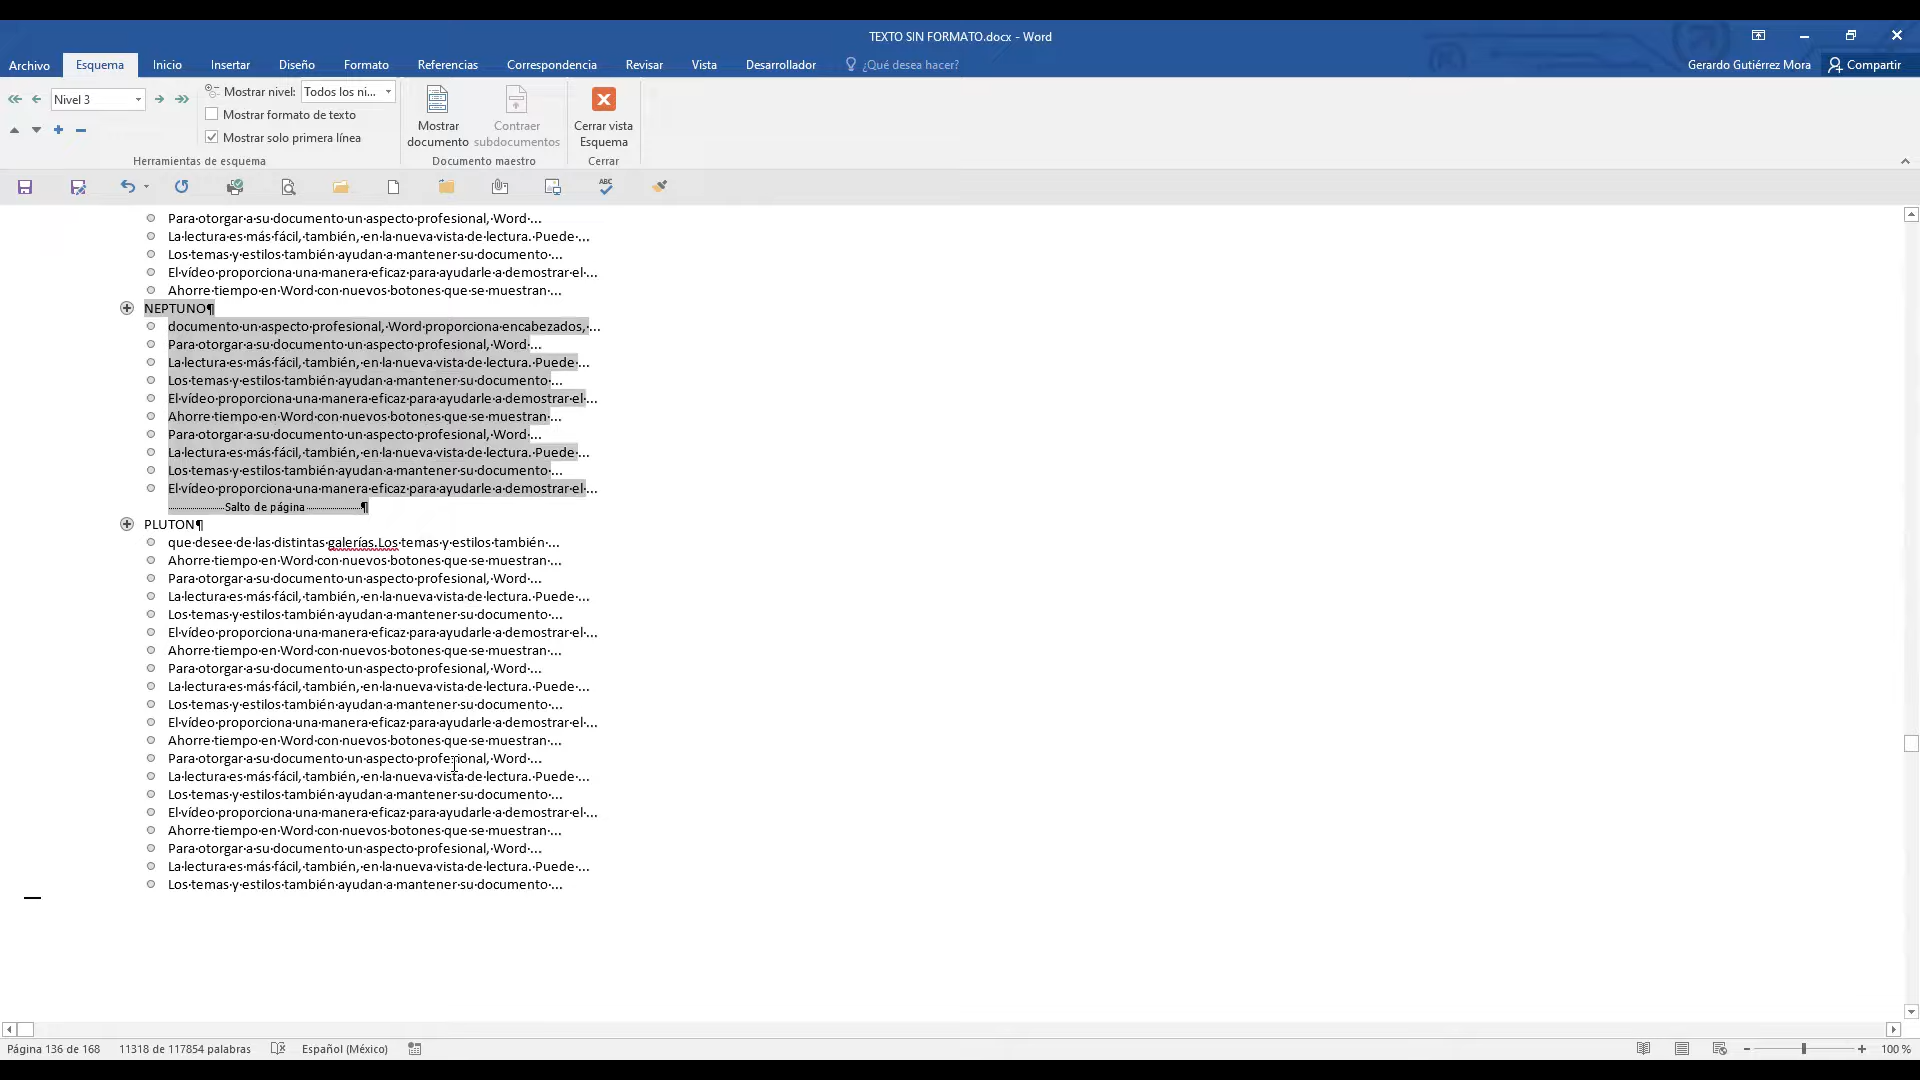 TEXTO SIN FORMATO.docx - Word
Archivo Esquema Inicio Insertar Diseño Formato Referencias Correspondencia Revisar Vista Desarrollador ¿Qué desea hacer? Gerardo Gutiérrez Mora Compartir
Nivel 3
Mostrar nivel: Todos los ni...
Mostrar formato de texto
Mostrar solo primera línea
Herramientas de esquema
Mostrar documento
Contraer subdocumentos
Documento maestro
Cerrar vista Esquema
Cerrar
ABC
Para·otorgar·a·su·documento·un·aspecto·profesional,·Word·...
La·lectura·es·más·fácil,·también,·en·la·nueva·vista·de·lectura.·Puede·...
Los·temas·y·estilos·también·ayudan·a·mantener·su·documento·...
El·vídeo·proporciona·una·manera·eficaz·para·ayudarle·a·demostrar·el·...
Ahorre·tiempo·en·Word·con·nuevos·botones·que·se·muestran·...
NEPTUNO¶
documento·un·aspecto·profesional,·Word·proporciona·encabezados,·...
Para·otorgar·a·su·documento·un·aspecto·profesional,·Word·...
La·lectura·es·más·fácil,·también,·en·la·nueva·vista·de·lectura.·Puede·...
Los·temas·y·estilos·también·ayudan·a·mantener·su·documento·...
El·vídeo·proporciona·una·manera·eficaz·para·ayudarle·a·demostrar·el·...
Ahorre·tiempo·en·Word·con·nuevos·botones·que·se·muestran·...
Para·otorgar·a·su·documento·un·aspecto·profesional,·Word·...
La·lectura·es·más·fácil,·también,·en·la·nueva·vista·de·lectura.·Puede·...
Los·temas·y·estilos·también·ayudan·a·mantener·su·documento·...
El·vídeo·proporciona·una·manera·eficaz·para·ayudarle·a·demostrar·el·...
Salto de página¶
PLUTON¶
que·desee·de·las·distintas·galerías.Los·temas·y·estilos·también·...
Ahorre·tiempo·en·Word·con·nuevos·botones·que·se·muestran·...
Para·otorgar·a·su·documento·un·aspecto·profesional,·Word·...
La·lectura·es·más·fácil,·también,·en·la·nueva·vista·de·lectura.·Puede·...
Los·temas·y·estilos·también·ayudan·a·mantener·su·documento·...
El·vídeo·proporciona·una·manera·eficaz·para·ayudarle·a·demostrar·el·...
Ahorre·tiempo·en·Word·con·nuevos·botones·que·se·muestran·...
Para·otorgar·a·su·documento·un·aspecto·profesional,·Word·...
La·lectura·es·más·fácil,·también,·en·la·nueva·vista·de·lectura.·Puede·...
Los·temas·y·estilos·también·ayudan·a·mantener·su·documento·...
El·vídeo·proporciona·una·manera·eficaz·para·ayudarle·a·demostrar·el·...
Ahorre·tiempo·en·Word·con·nuevos·botones·que·se·muestran·...
Para·otorgar·a·su·documento·un·aspecto·profesional,·Word·...
La·lectura·es·más·fácil,·también,·en·la·nueva·vista·de·lectura.·Puede·...
Los·temas·y·estilos·también·ayudan·a·mantener·su·documento·...
El·vídeo·proporciona·una·manera·eficaz·para·ayudarle·a·demostrar·el·...
Ahorre·tiempo·en·Word·con·nuevos·botones·que·se·muestran·...
Para·otorgar·a·su·documento·un·aspecto·profesional,·Word·...
La·lectura·es·más·fácil,·también,·en·la·nueva·vista·de·lectura.·Puede·...
Los·temas·y·estilos·también·ayudan·a·mantener·su·documento·...
Página 136 de 168 11318 de 117854 palabras Español (México) 100 %